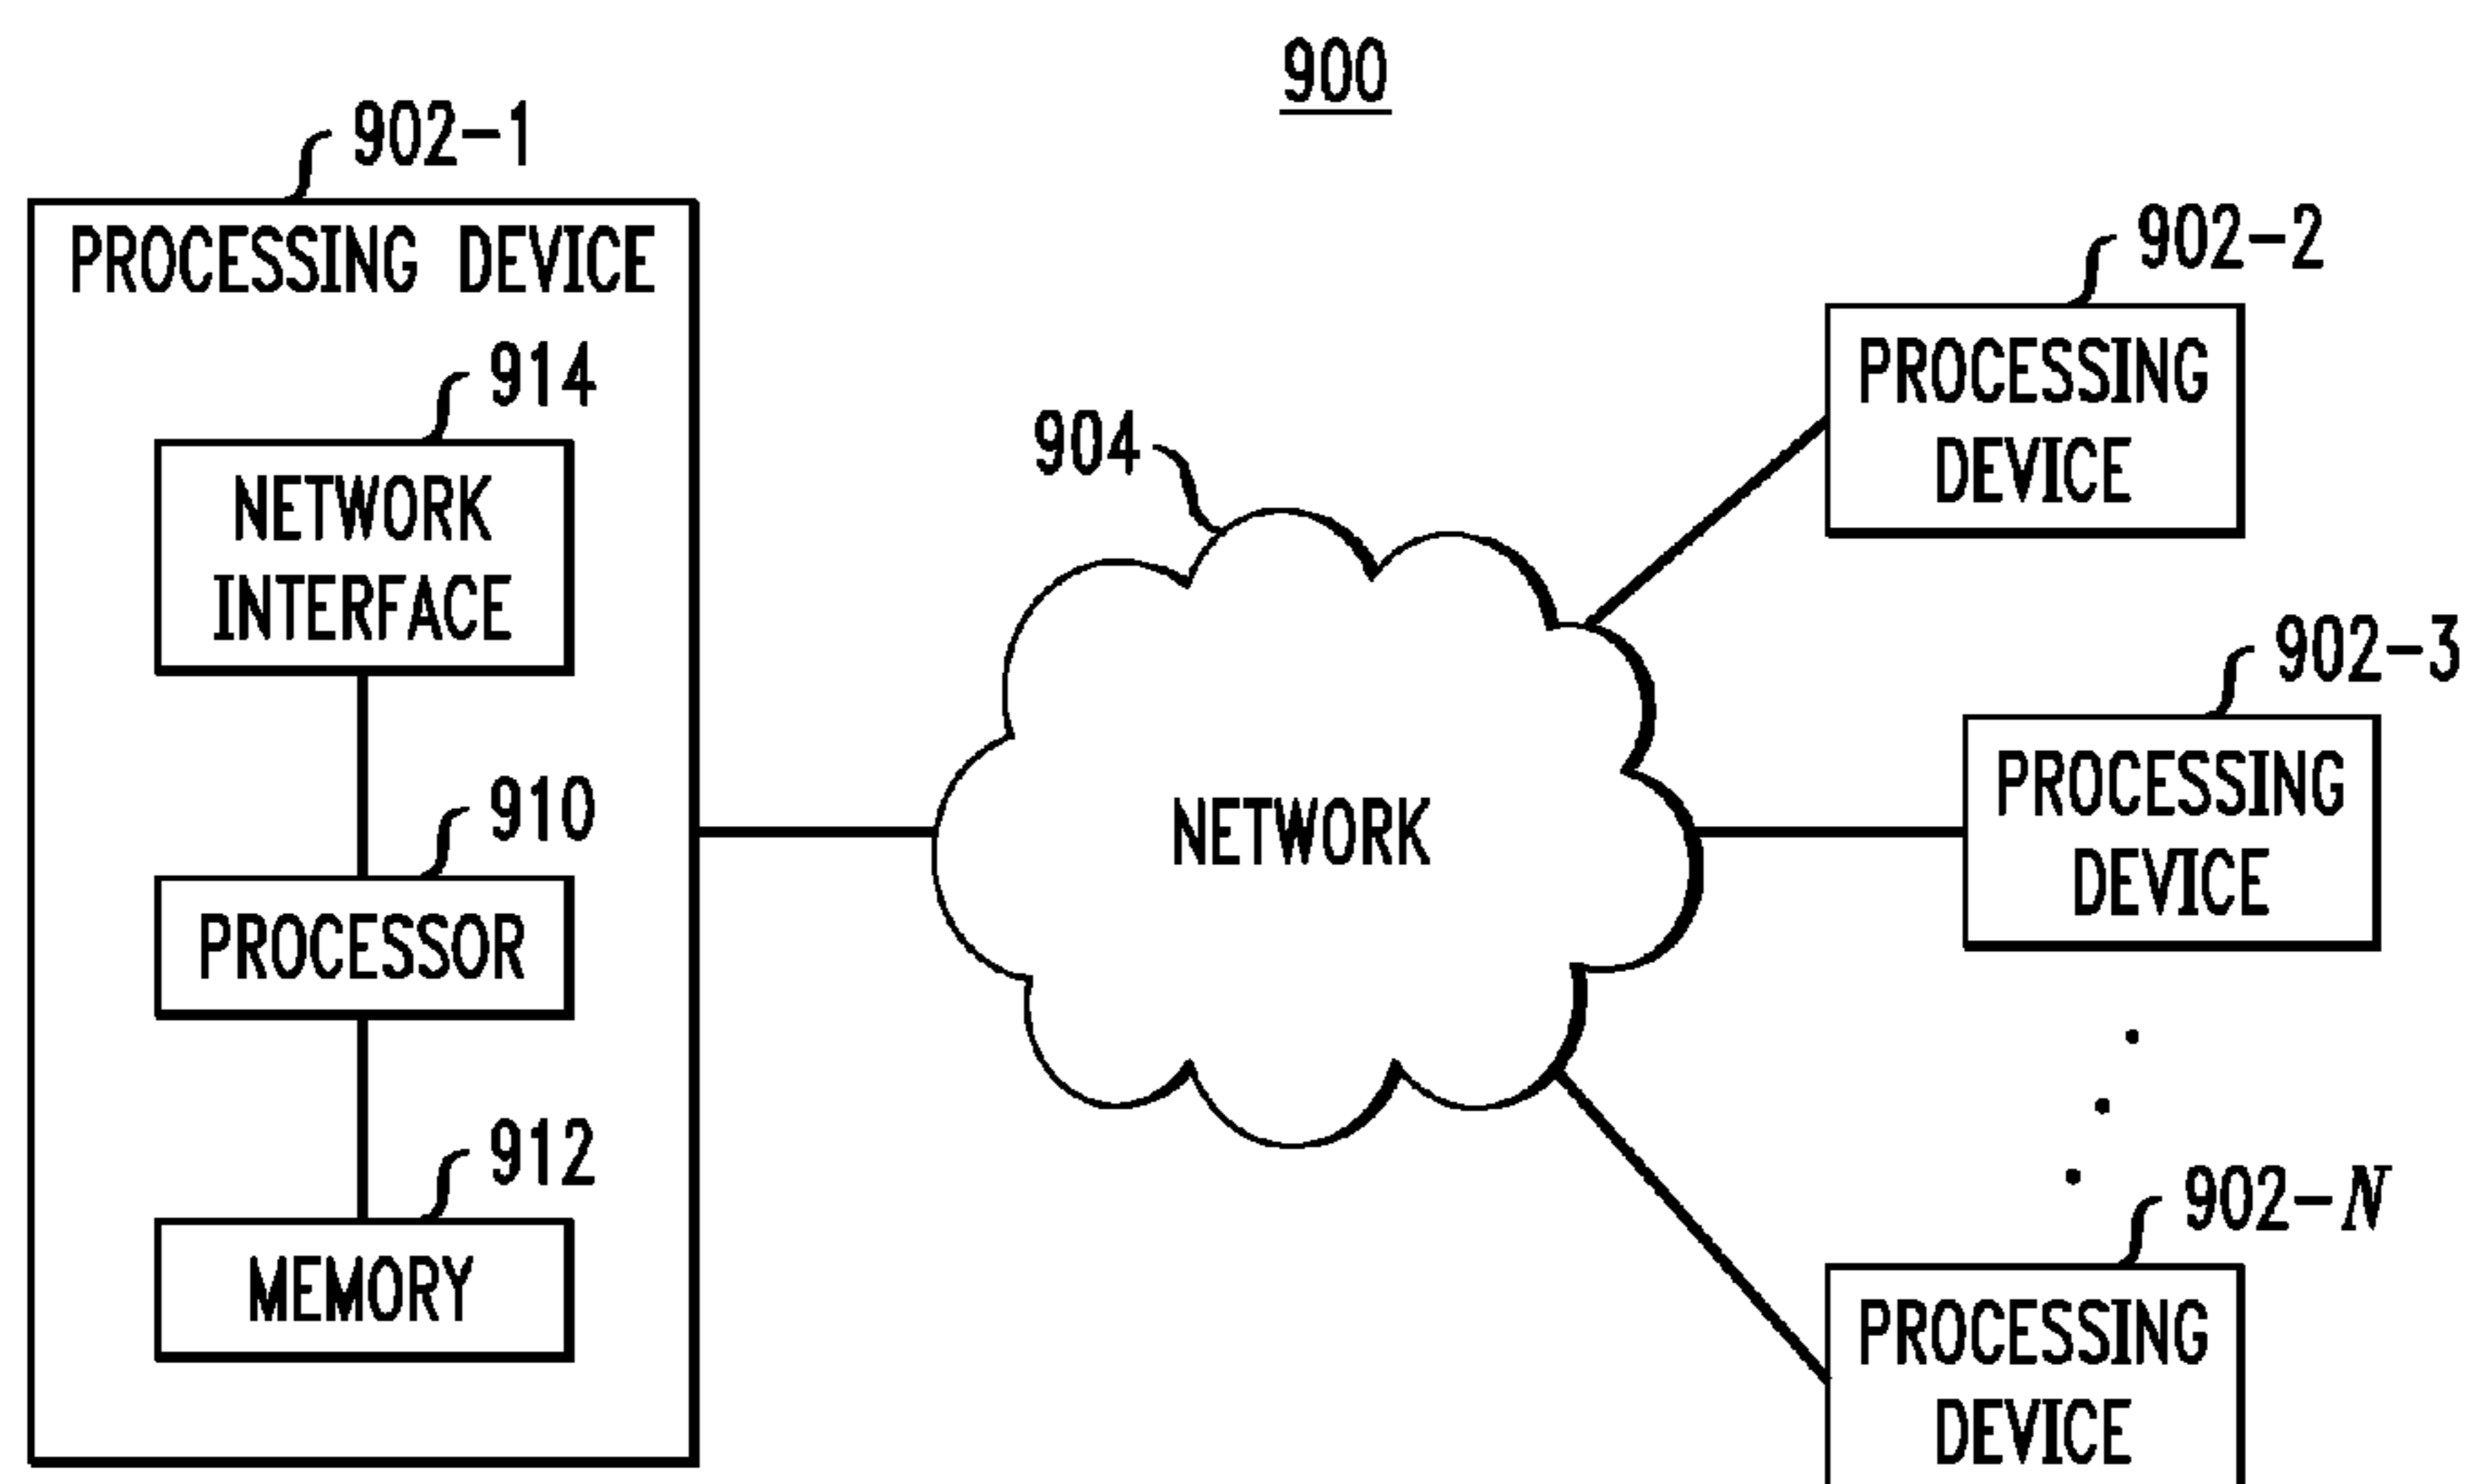 900
902-1
PROCESSING DEVICE
914
NETWORK
INTERFACE
910
PROCESSOR
912
MEMORY
904
NETWORK
902-2
PROCESSING
DEVICE
902-3
PROCESSING
DEVICE
902-N
PROCESSING
DEVICE